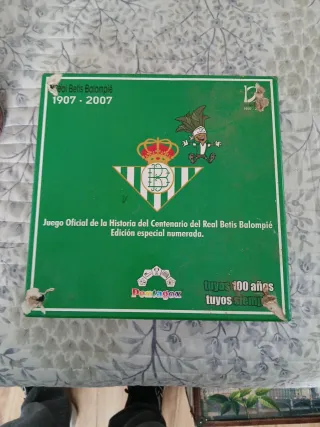 Real Betis Balompié
1907 - 2007
Juego Oficial de la Historia del Centenario del Real Betis Balompié
Edición especial numerada.
Pentagox
tuyos 100 años
tuyos siempre